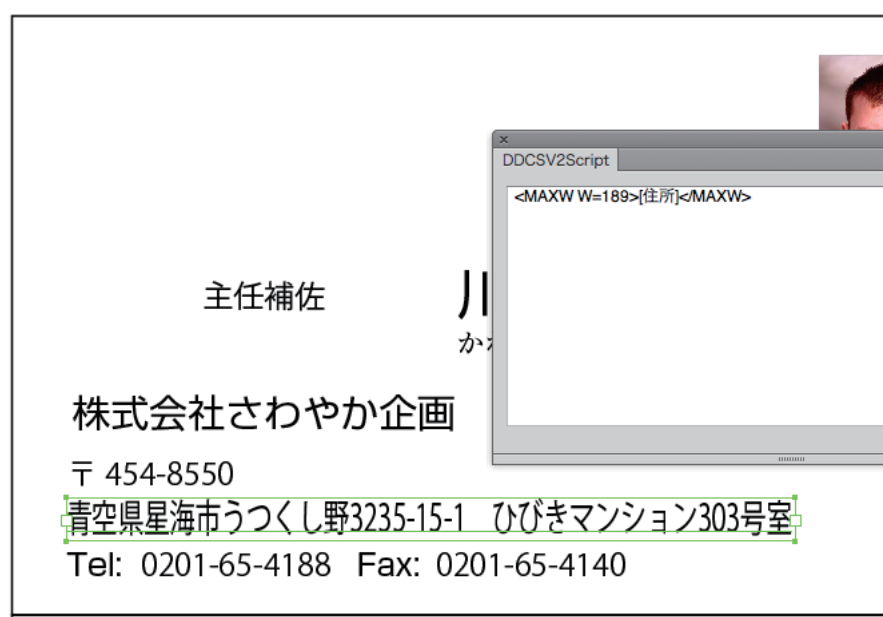 DDCSV2Script
<MAXW W=189>[住所]</MAXW>
主任補佐
川
か
株式会社さわやか企画
〒 454-8550
青空県星海市うつくし野3235-15-1　ひびきマンション303号室
Tel: 0201-65-4188 Fax: 0201-65-4140